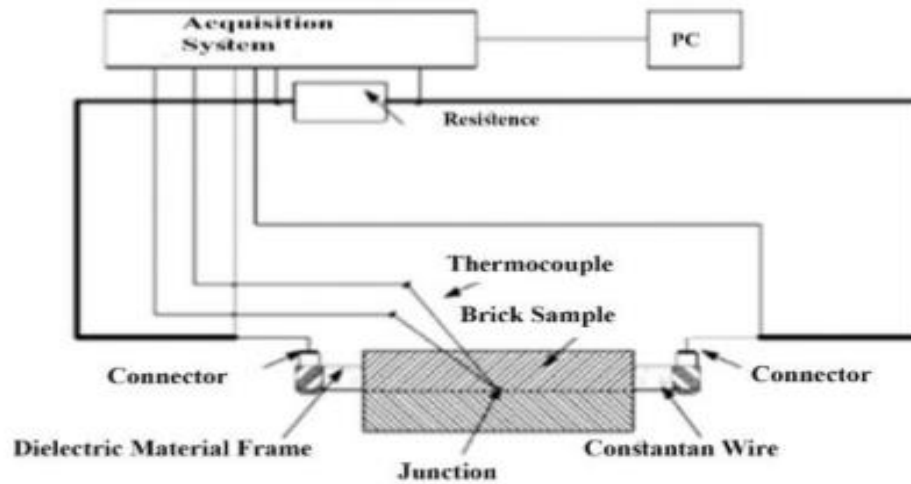 Acquisition
System
PC
Resistence
Thermocouple
Brick Sample
Connector
Connector
Dielectric Material Frame
Constantan Wire
Junction